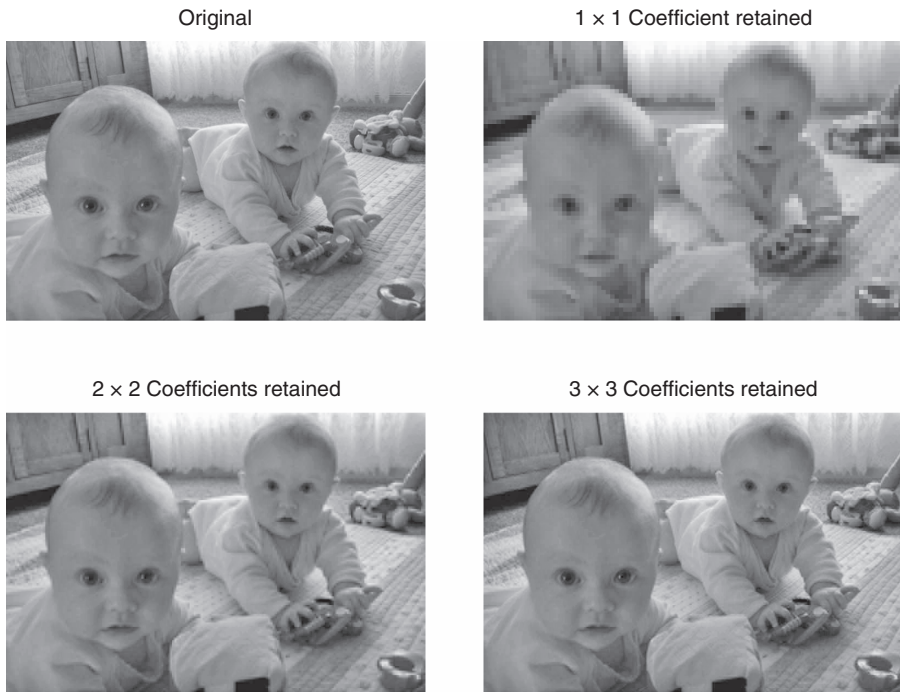 Original
1 × 1 Coefficient retained
2 × 2 Coefficients retained
3 × 3 Coefficients retained